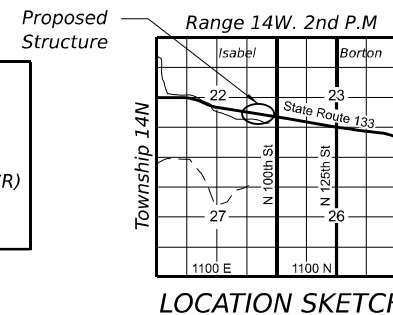 Proposed
Structure
Range 14W. 2nd P.M
Isabel
Borton
22
23
State Route 133
Township 14N
N 100th St
N 125th St
27
26
1100 E
1100 N
LOCATION SKETCH
R)